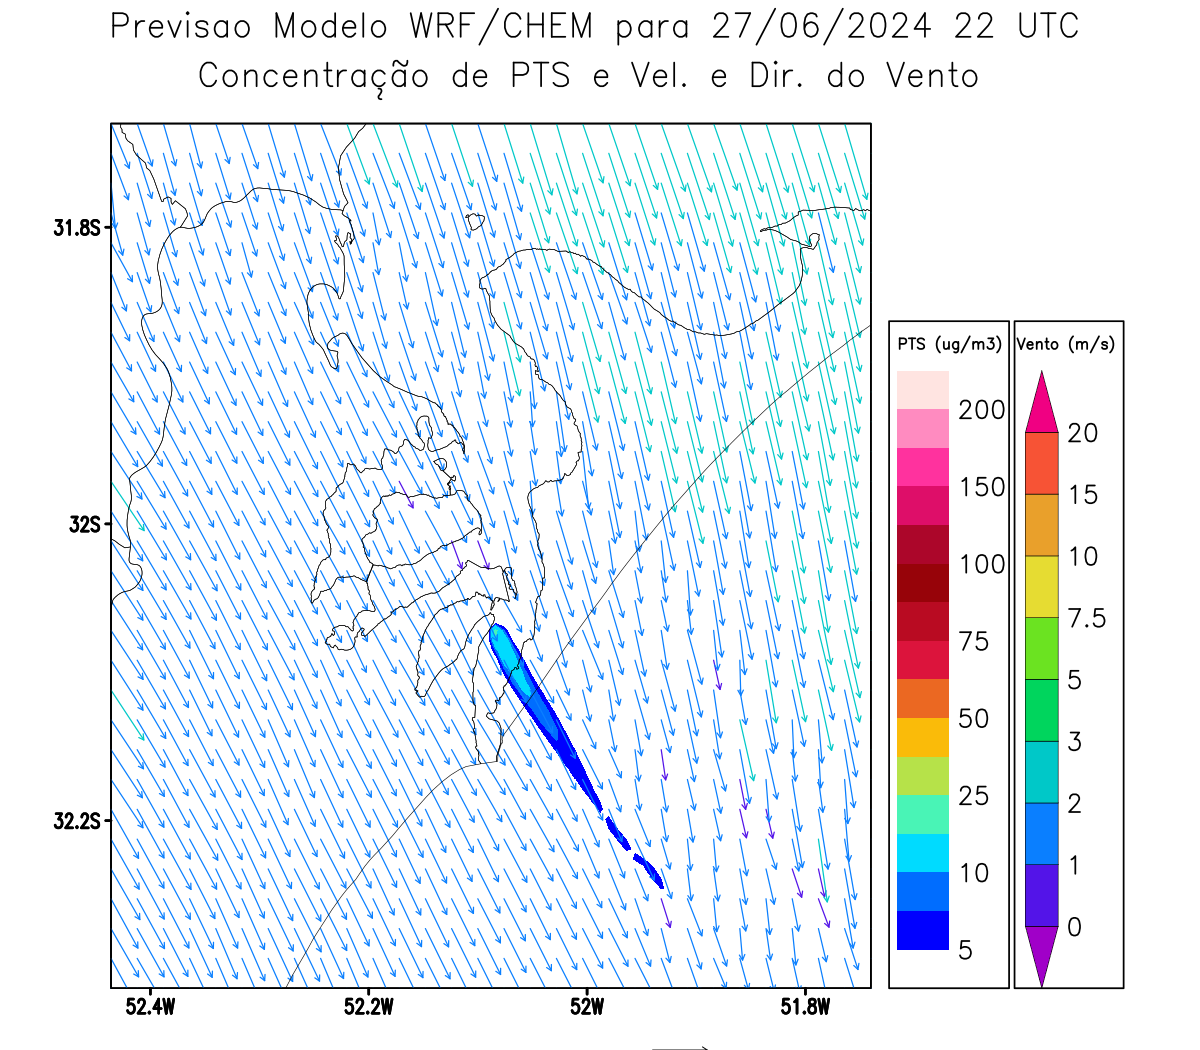 Previsao Modelo WRF/CHEM para 27/06/2024 22 UTC
Concentração de PTS e Vel. e Dir. do Vento
31.8S
32S
32.2S
52.4W
52.2W
52W
51.8W
PTS (ug/m3)
200
150
100
75
50
25
10
5
Vento (m/s)
20
15
10
7.5
5
3
2
1
0